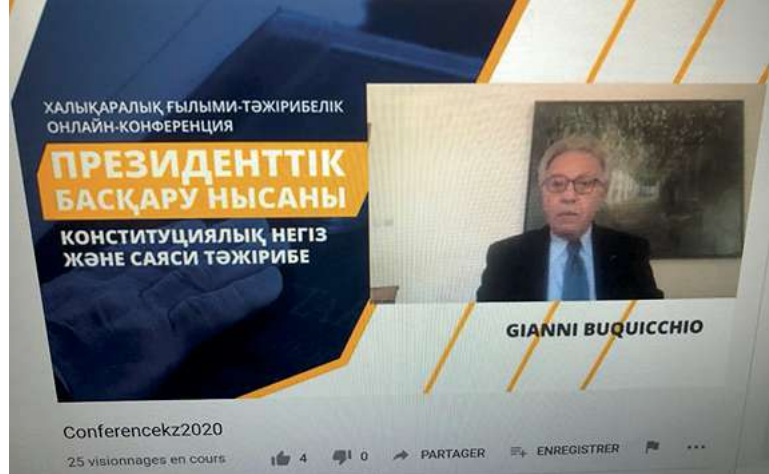 ХАЛЫҚАРАЛЫҚ ҒЫЛЫМИ-ТӘЖІРИБЕЛІК
ОНЛАЙН-КОНФЕРЕНЦИЯ
ПРЕЗИДЕНТТІК
БАСҚАРУ НЫСАНЫ
КОНСТИТУЦИЯЛЫҚ НЕГІЗ
ЖӘНЕ САЯСИ ТӘЖІРИБЕ
GIANNI BUQUICCHIO
Conferencekz2020
25 visionnages en cours 4 0 PARTAGER ENREGISTRER